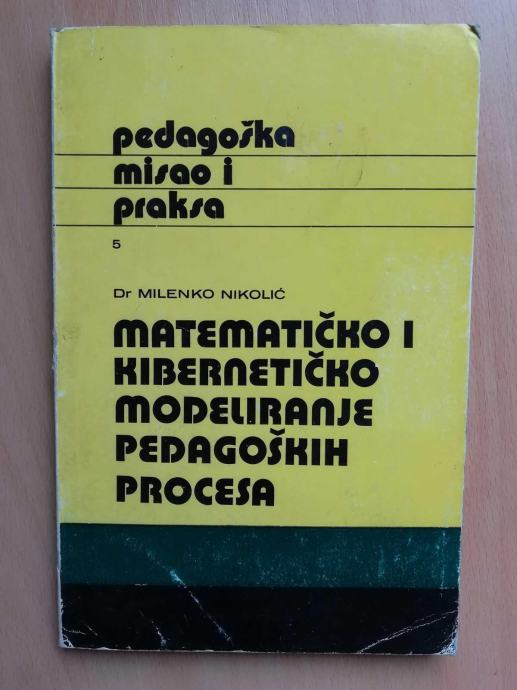 pedagoška
misao i
praksa
5
Dr MILENKO NIKOLIĆ
MATEMATIČKO I
KIBERNETIČKO
MODELIRANJE
PEDAGOŠKIH
PROCESA